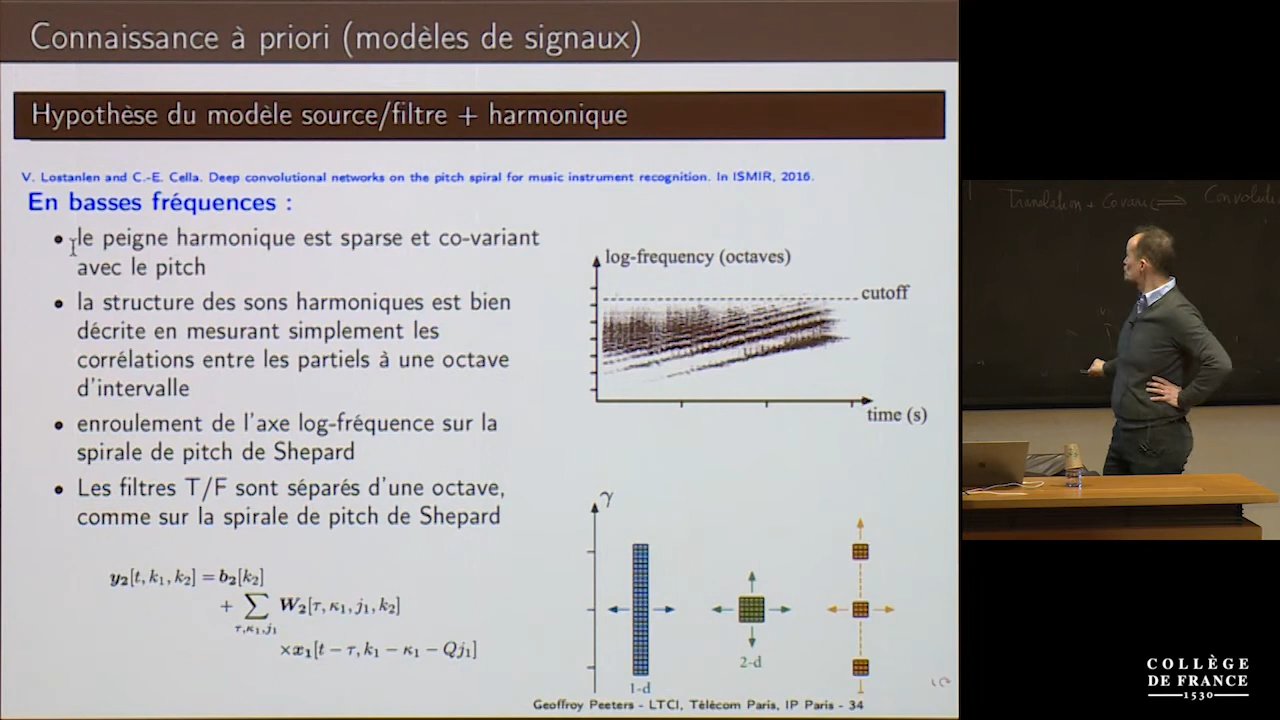 Connaissance à priori (modèles de signaux)
Hypothèse du modèle source/filtre + harmonique
V. Lostanlen and C.-E. Cella. Deep convolutional networks on the pitch spiral for music instrument recognition. In ISMIR, 2016.
En basses fréquences :
• le peigne harmonique est sparse et co-variant
avec le pitch
• la structure des sons harmoniques est bien
décrite en mesurant simplement les
corrélations entre les partiels à une octave
d'intervalle
• enroulement de l'axe log-fréquence sur la
spirale de pitch de Shepard
• Les filtres T/F sont séparés d'une octave,
comme sur la spirale de pitch de Shepard
y₂[t, k₁, k₂] = b₂[k₂]
+ ∑ W₂[τ, κ₁, j₁, k₂]
τ,κ₁,j₁
×x₁[t − τ, k₁ − κ₁ − Qj₁]
log-frequency (octaves)
cutoff
time (s)
γ
1-d
2-d
Geoffroy Peeters - LTCI, Télécom Paris, IP Paris - 34
Translation + Covari ⟹ Convoluti
COLLÈGE
DE FRANCE
1530